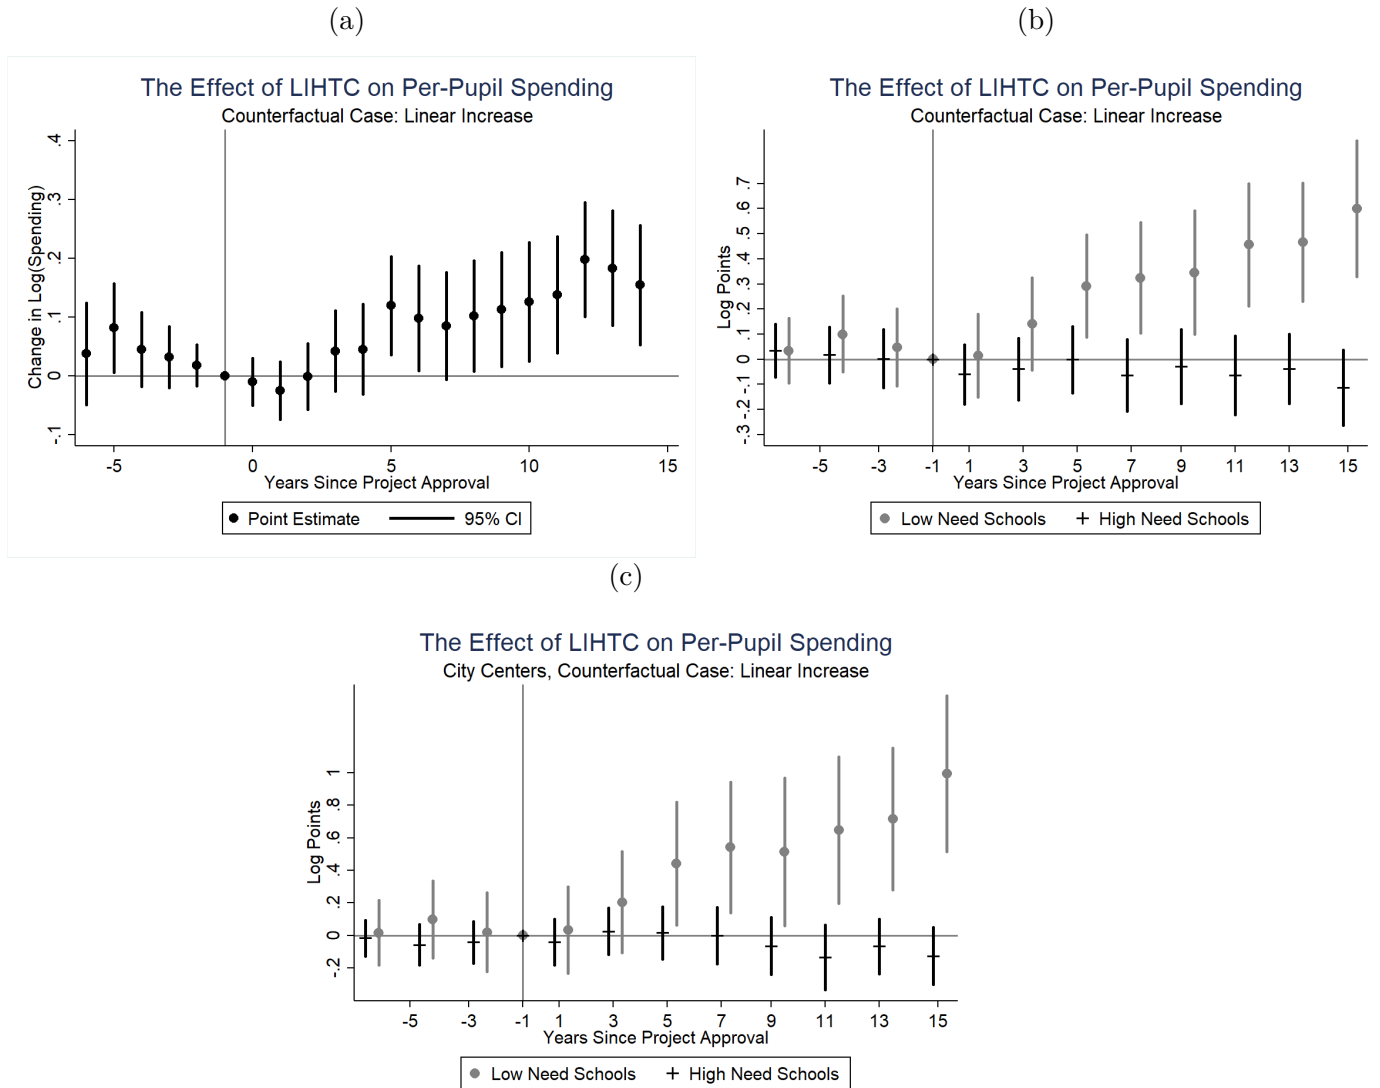 (a)
The Effect of LIHTC on Per-Pupil Spending
Counterfactual Case: Linear Increase
Change in Log(Spending)
.4
.3
.2
.1
0
-.1
-5 0 5 10 15
Years Since Project Approval
Point Estimate 95% CI
(b)
The Effect of LIHTC on Per-Pupil Spending
Counterfactual Case: Linear Increase
Log Points
.7
.6
.5
.4
.3
.2
.1
0
-.1
-.2
-.3
-5 -3 -1 1 3 5 7 9 11 13 15
Years Since Project Approval
Low Need Schools High Need Schools
(c)
The Effect of LIHTC on Per-Pupil Spending
City Centers, Counterfactual Case: Linear Increase
Log Points
1
.8
.6
.4
.2
0
-.2
-5 -3 -1 1 3 5 7 9 11 13 15
Years Since Project Approval
Low Need Schools High Need Schools